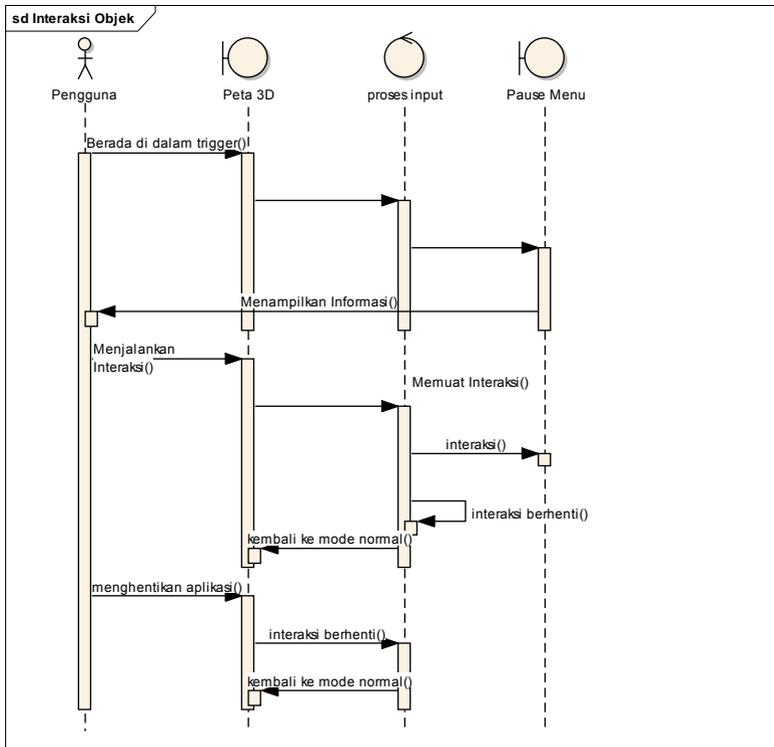 sd Interaksi Objek
Pengguna
Peta 3D
proses input
Pause Menu
Berada di dalam trigger()
Menampilkan Informasi()
Menjalankan
Interaksi()
Memuat Interaksi()
interaksi()
interaksi berhenti()
kembali ke mode normal()
menghentikan aplikasi()
interaksi berhenti()
kembali ke mode normal()